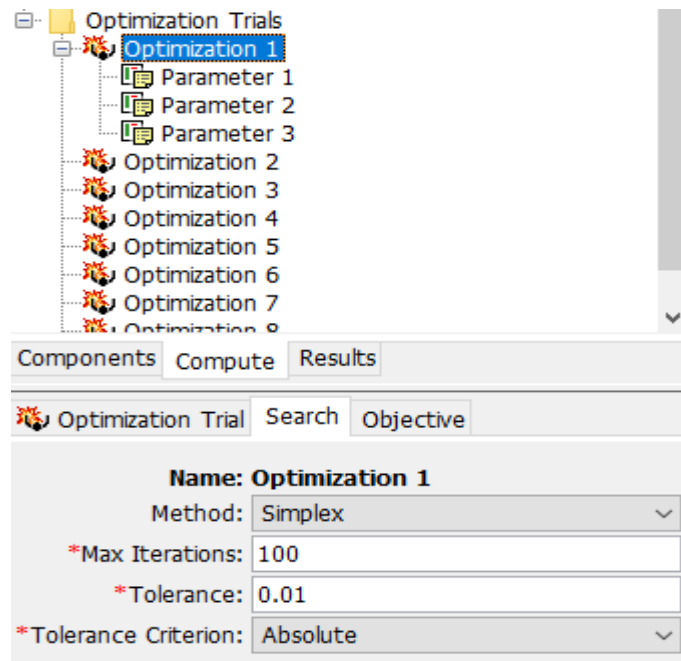 Optimization Trials
Optimization 1
Parameter 1
Parameter 2
Parameter 3
Optimization 2
Optimization 3
Optimization 4
Optimization 5
Optimization 6
Optimization 7
Optimization 8
Components Compute Results
Optimization Trial Search Objective
Name: Optimization 1
Method: Simplex
*Max Iterations: 100
*Tolerance: 0.01
*Tolerance Criterion: Absolute